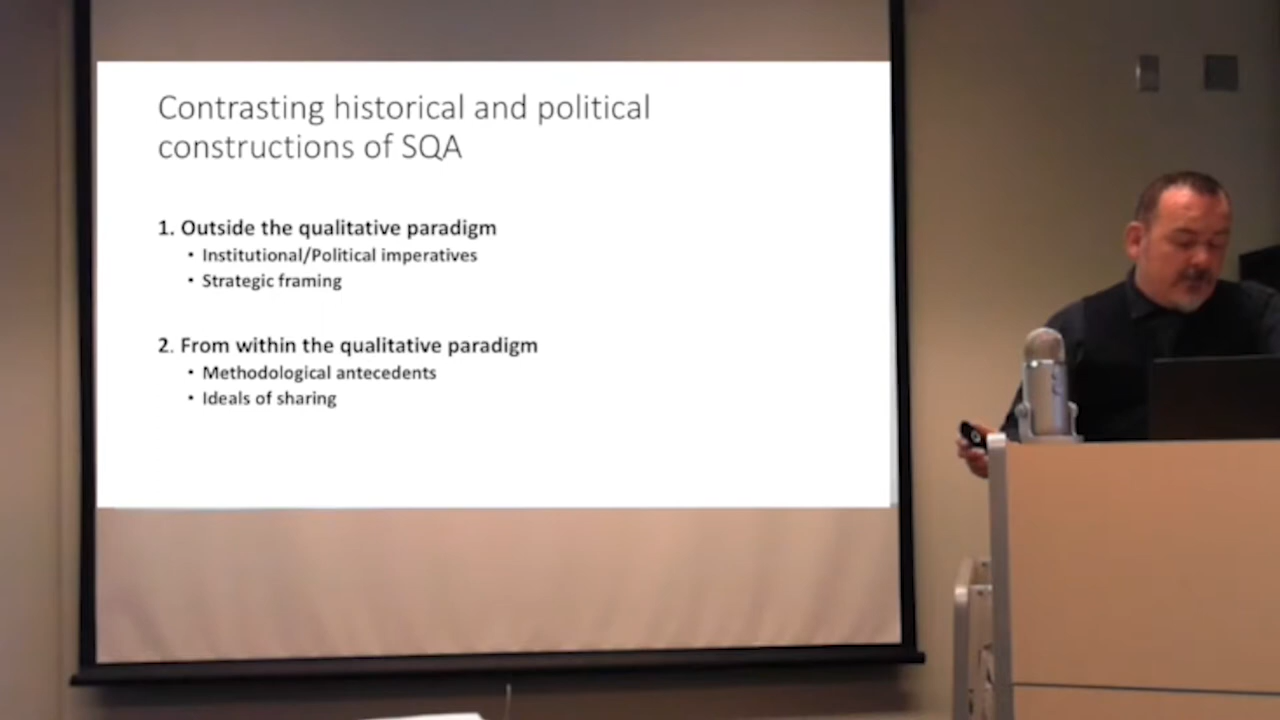 Contrasting historical and political
constructions of SQA
1. Outside the qualitative paradigm
• Institutional/Political imperatives
• Strategic framing
2. From within the qualitative paradigm
• Methodological antecedents
• Ideals of sharing